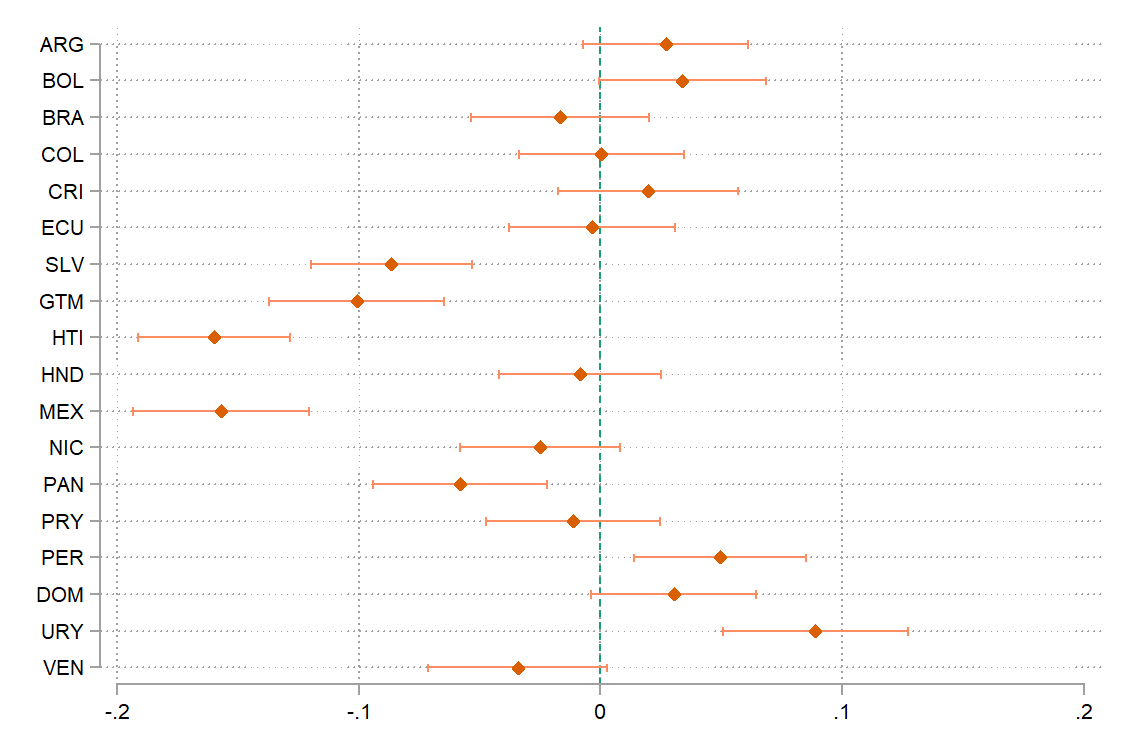 ARG
BOL
BRA
COL
CRI
ECU
SLV
GTM
HTI
HND
MEX
NIC
PAN
PRY
PER
DOM
URY
VEN
-.2 -.1 0 .1 .2